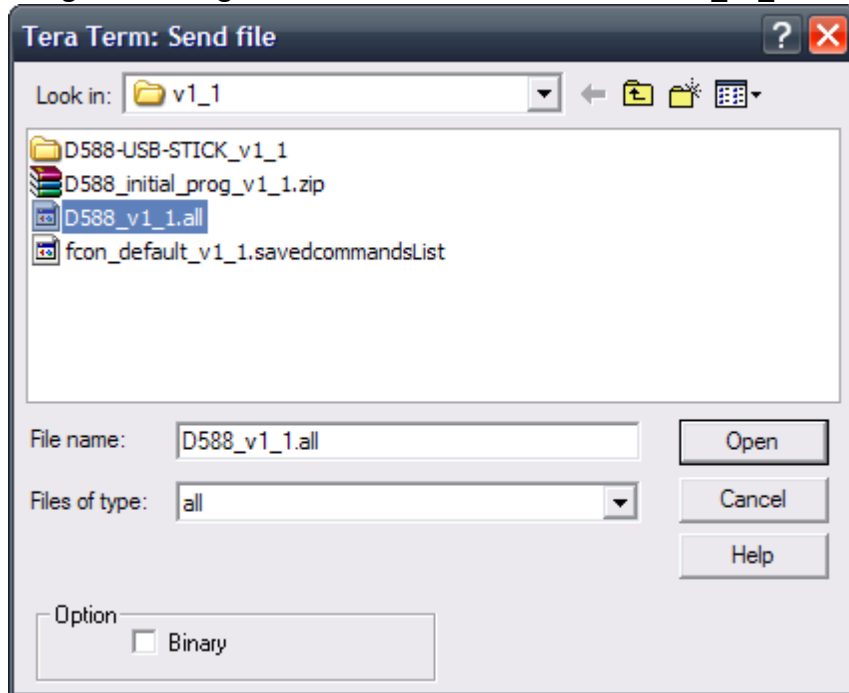 Tera Term: Send file
Look in: v1_1
D588-USB-STICK_v1_1
D588_initial_prog_v1_1.zip
D588_v1_1.all
fcon_default_v1_1.savedcommandsList
File name: D588_v1_1.all Open
Files of type: all Cancel
Help
Option
Binary